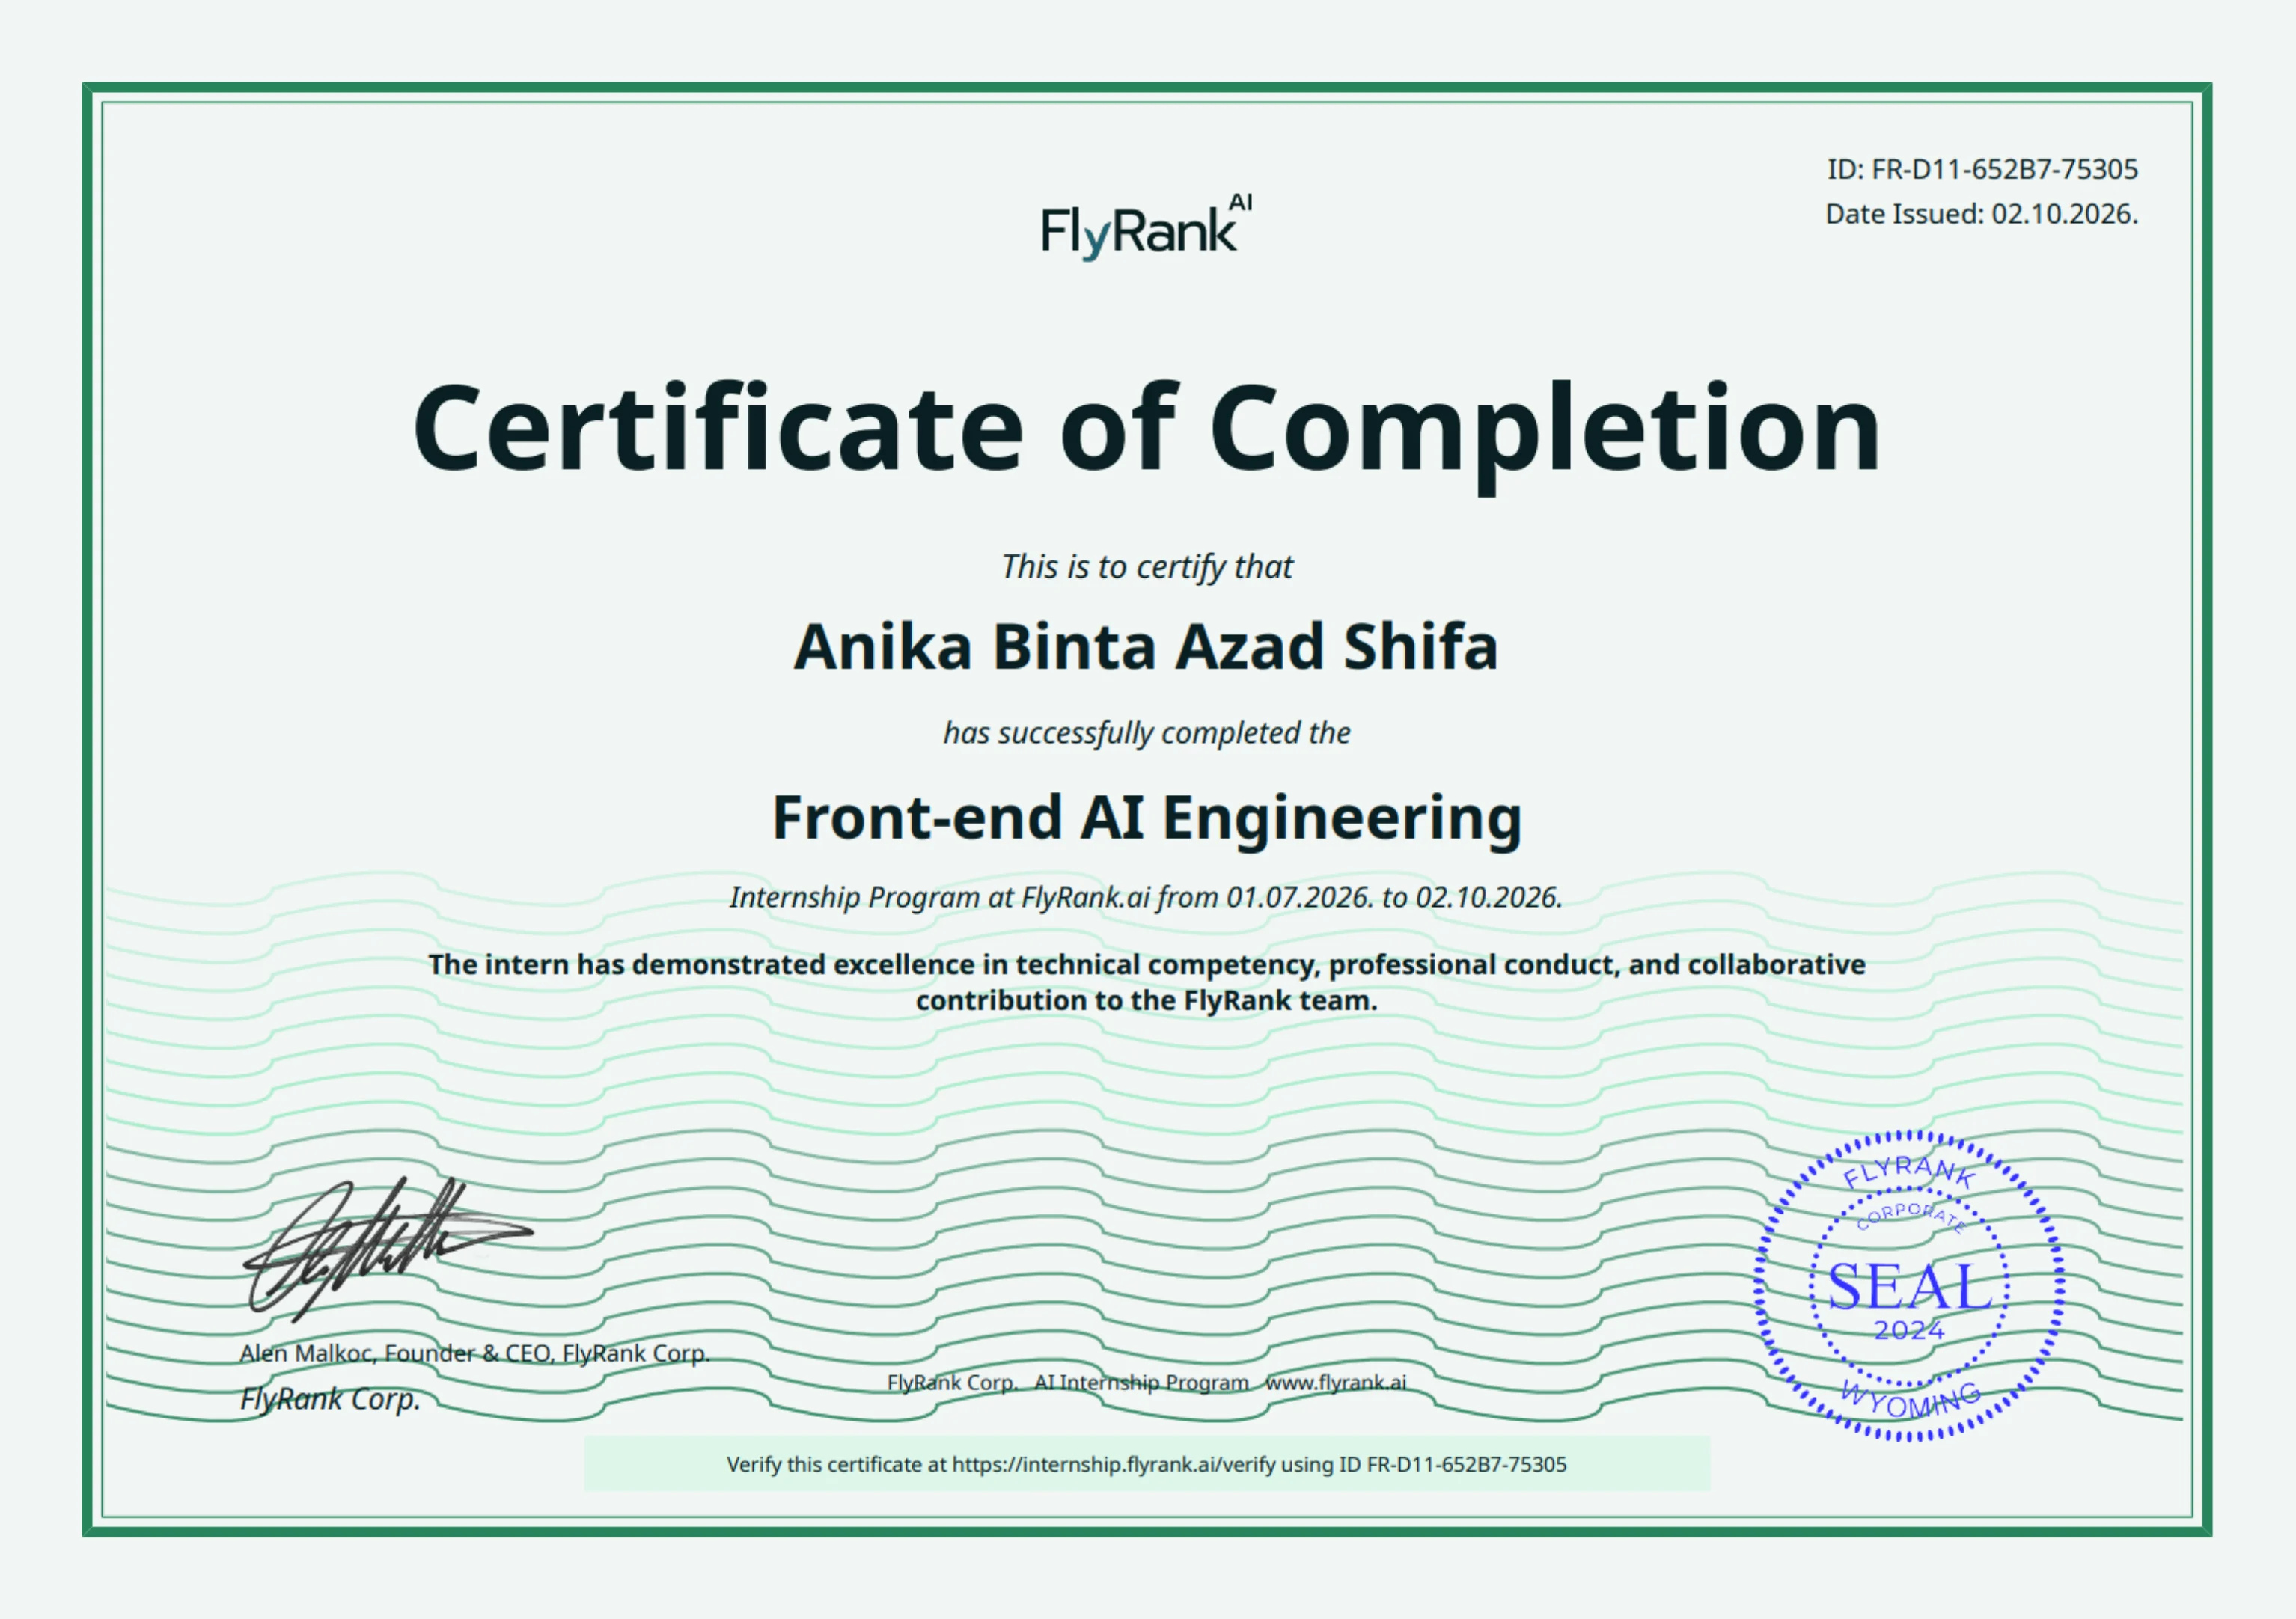 ID: FR-D11-652B7-75305
Date Issued: 02.10.2026.
FlyRank AI
Certificate of Completion
This is to certify that
Anika Binta Azad Shifa
has successfully completed the
Front-end AI Engineering
Internship Program at FlyRank.ai from 01.07.2026. to 02.10.2026.
The intern has demonstrated excellence in technical competency, professional conduct, and collaborative
contribution to the FlyRank team.
FLYRANK
CORPORATE
SEAL
2024
WYOMING
Alen Malkoc, Founder & CEO, FlyRank Corp.
FlyRank Corp.
FlyRank Corp. AI Internship Program www.flyrank.ai
Verify this certificate at https://internship.flyrank.ai/verify using ID FR-D11-652B7-75305